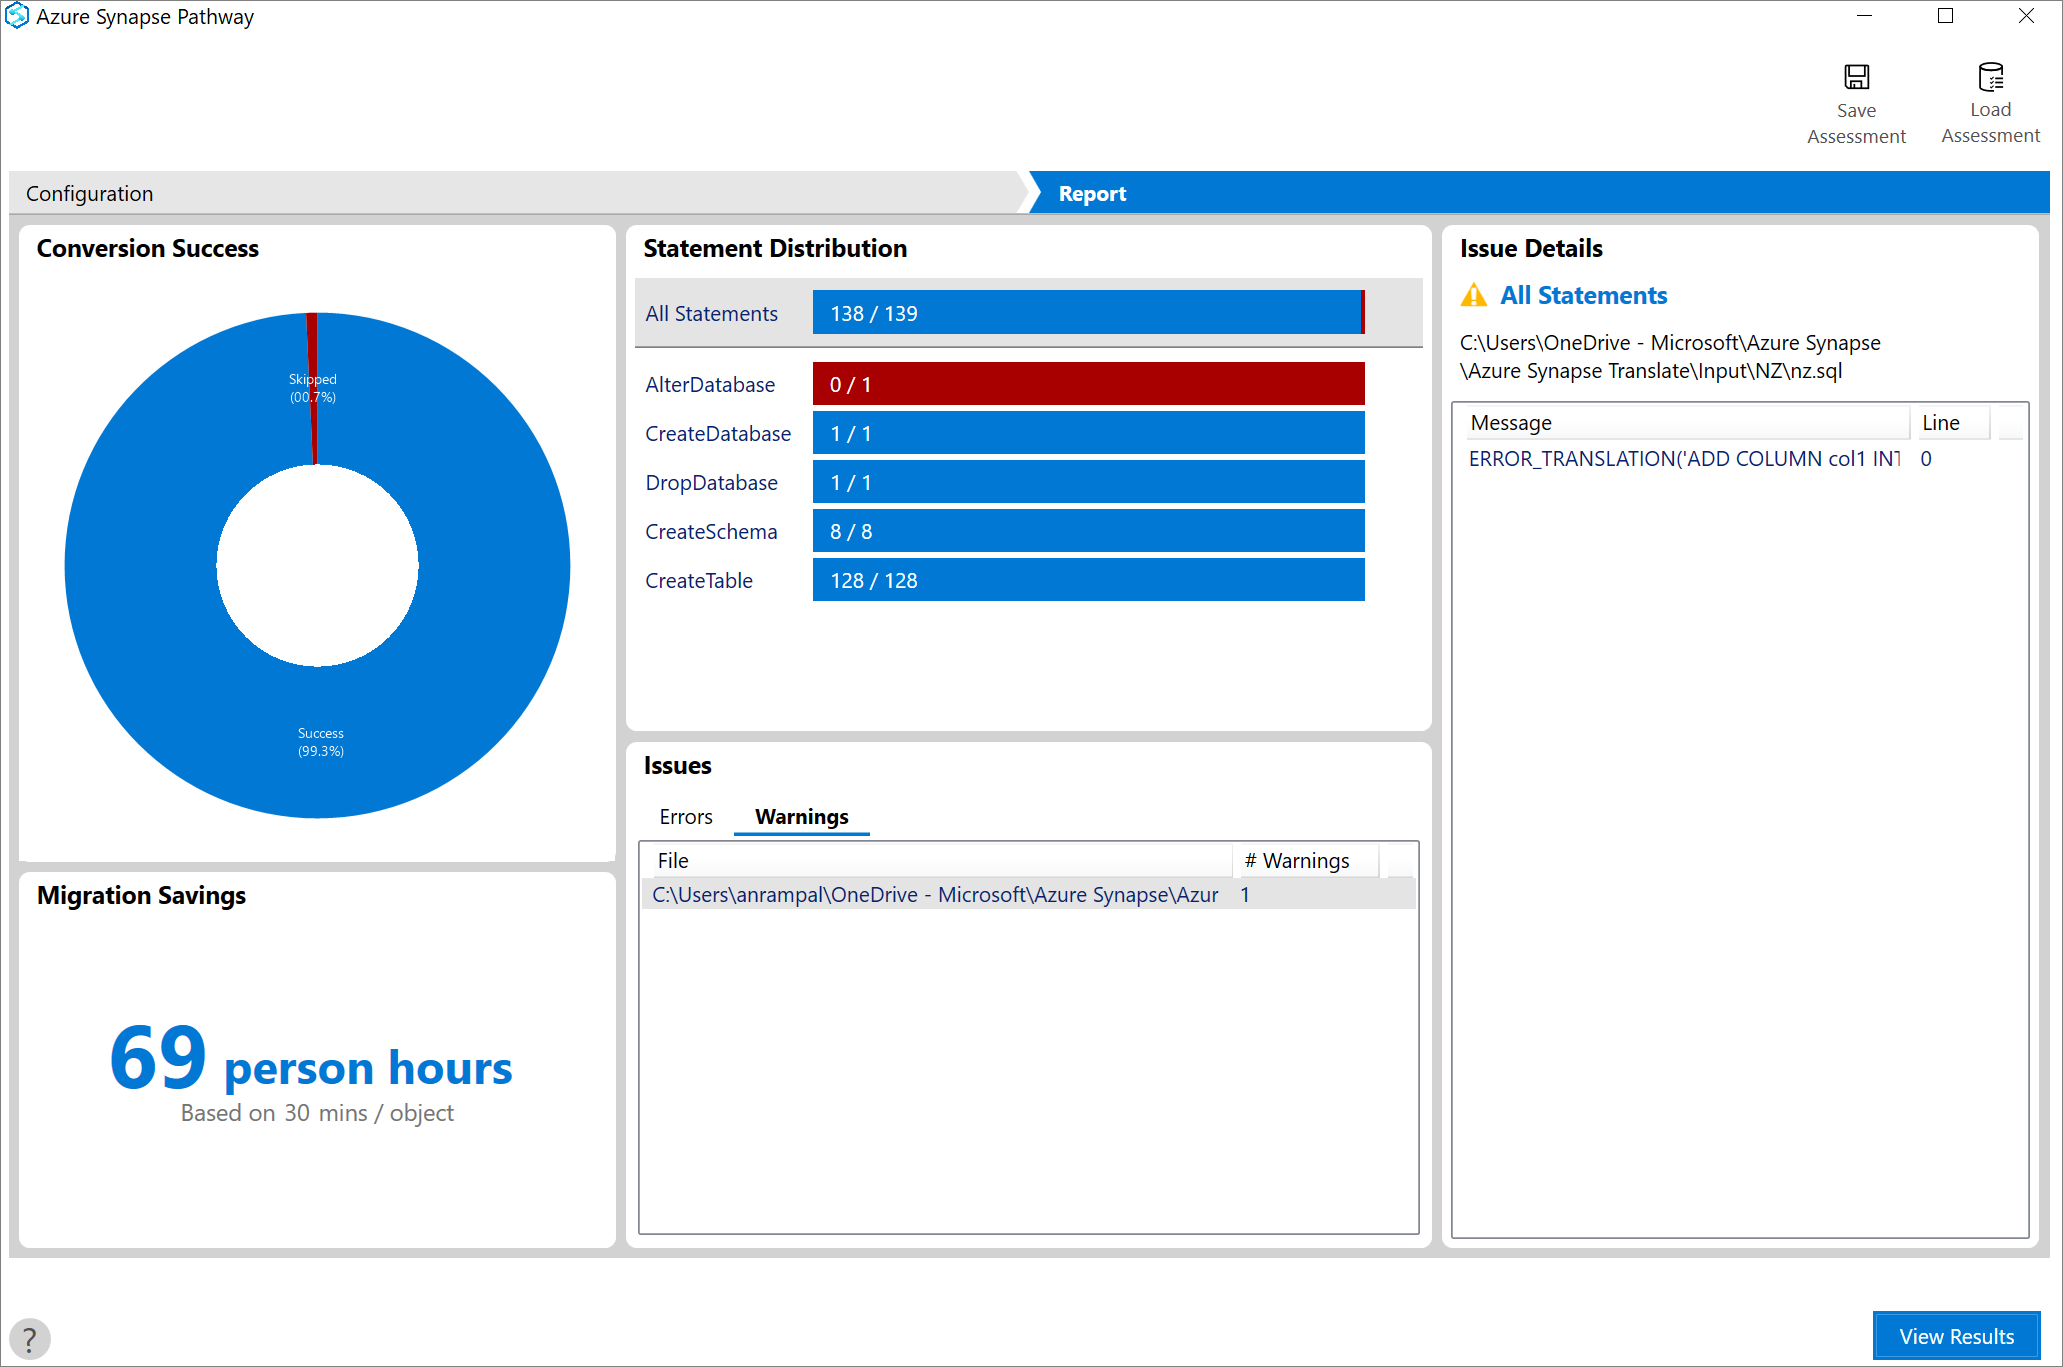 Azure Synapse Pathway
Save
Assessment
Load
Assessment
Configuration
Report
Conversion Success
Skipped
(00.7%)
Success
(99.3%)
Migration Savings
69 person hours
Based on 30 mins / object
Statement Distribution
All Statements 138 / 139
AlterDatabase 0 / 1
CreateDatabase 1 / 1
DropDatabase 1 / 1
CreateSchema 8 / 8
CreateTable 128 / 128
Issues
Errors Warnings
File # Warnings
C:\Users\anrampal\OneDrive - Microsoft\Azure Synapse\Azur 1
Issue Details
All Statements
C:\Users\OneDrive - Microsoft\Azure Synapse
\Azure Synapse Translate\Input\NZ\nz.sql
Message Line
ERROR_TRANSLATION('ADD COLUMN col1 INT 0
?
View Results